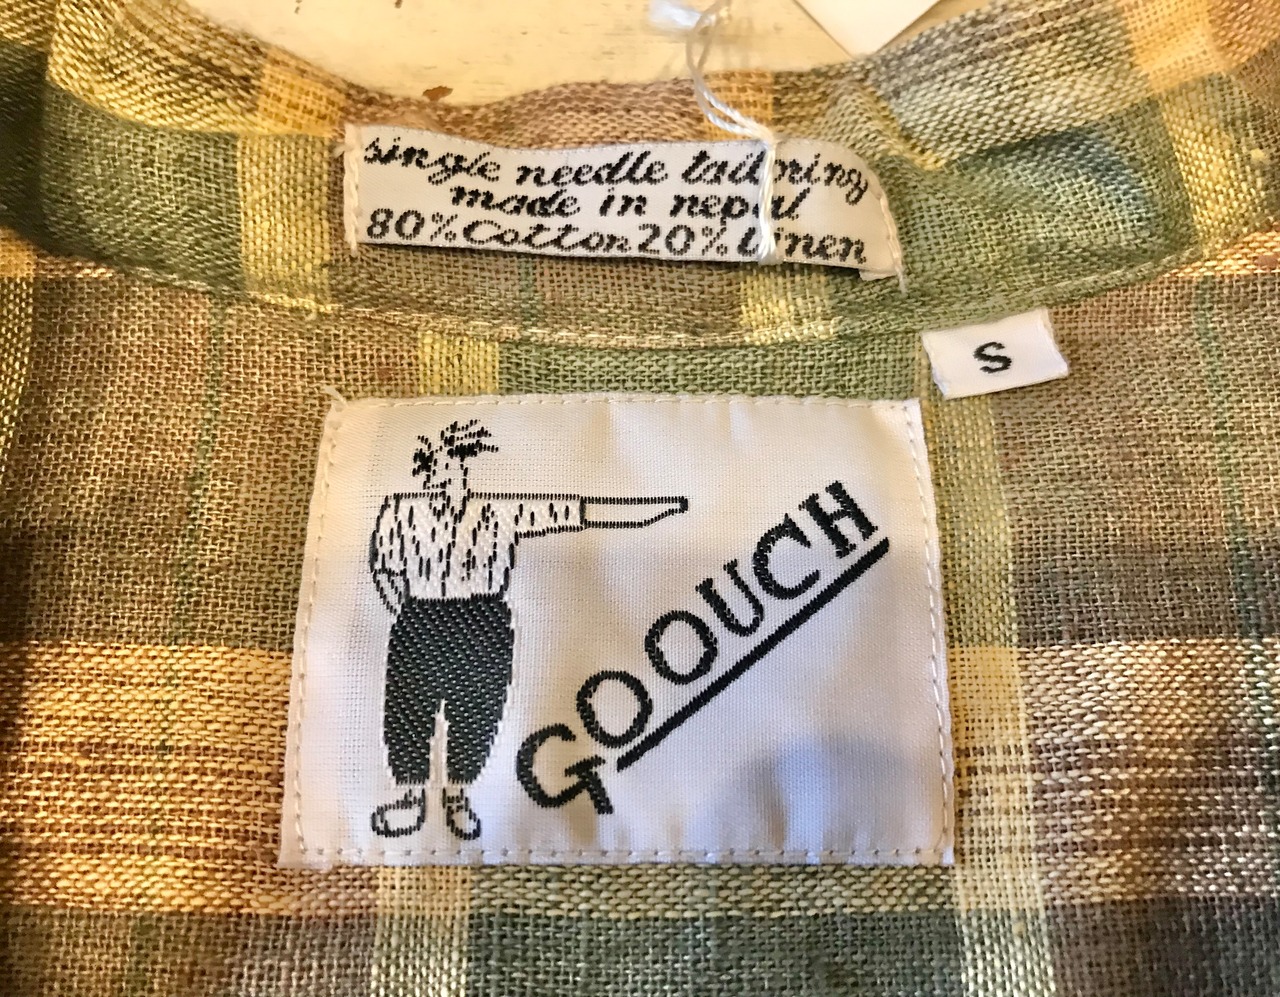 single needle tailoring
made in nepal
80% Cotton 20% Linen
S
GOOUCH